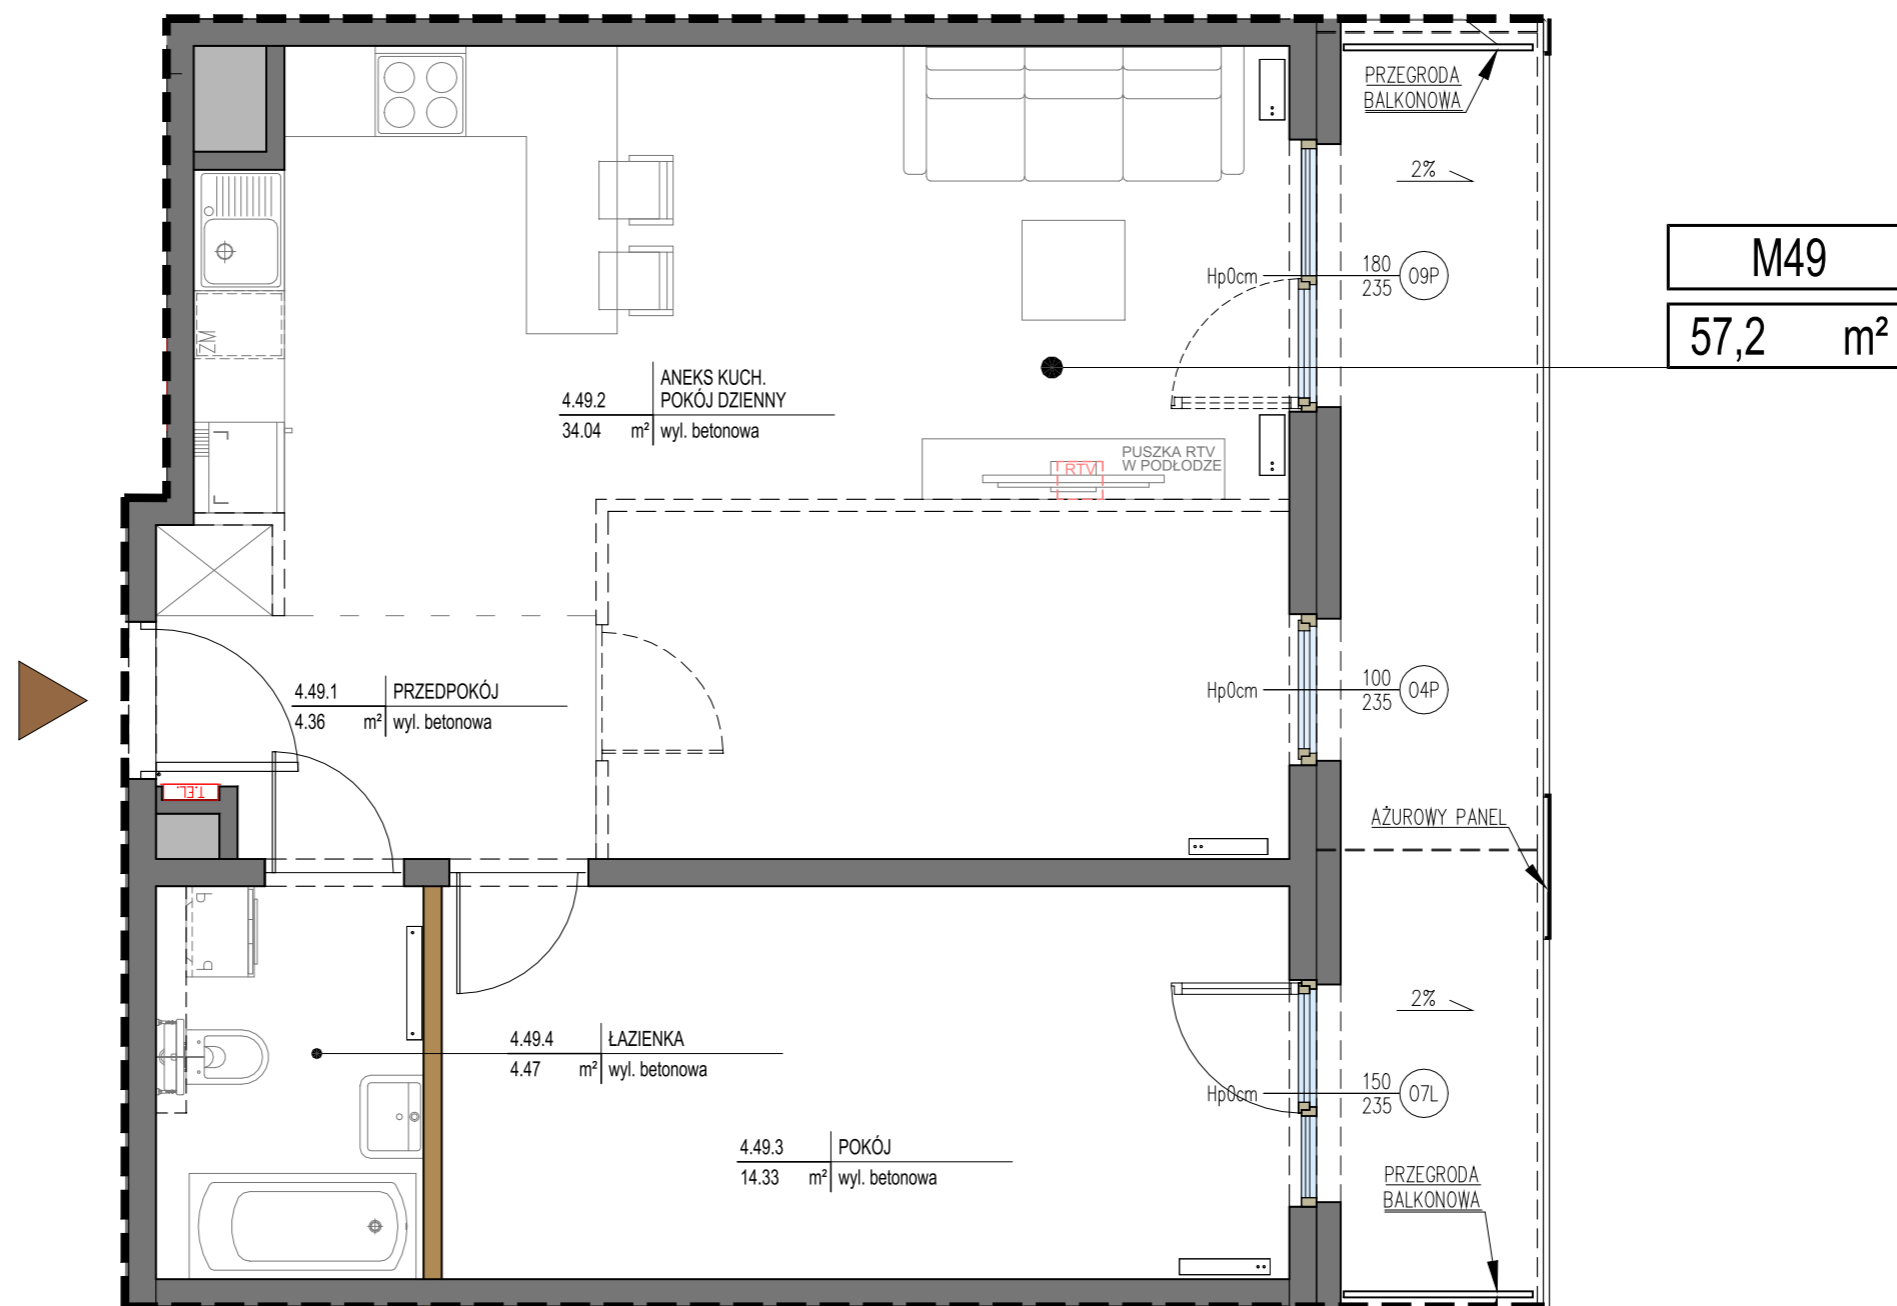 PRZEGRODA
BALKONOWA
2%
M49
57,2 m²
Hp0cm
180
235
09P
ZM
4.49.2
ANEKS KUCH.
POKÓJ DZIENNY
34.04 m²
wyl. betonowa
PUSZKA RTV
W PODŁODZE
RTV
4.49.1
PRZEDPOKÓJ
4.36 m²
wyl. betonowa
Hp0cm
100
235
04P
T.EL.
AŻUROWY PANEL
2%
4.49.4
ŁAZIENKA
4.47 m²
wyl. betonowa
Hp0cm
150
235
07L
4.49.3
POKÓJ
14.33 m²
wyl. betonowa
PRZEGRODA
BALKONOWA